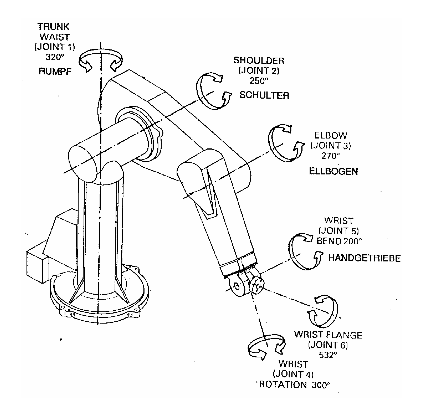 TRUNK
WAIST
(JOINT 1)
320°
RUMPF
SHOULDER
(JOINT 2)
250°
SCHULTER
ELBOW
(JOINT 3)
270°
ELLBOGEN
WRIST
(JOINT 5)
BEND 200°
HANDGETRIEBE
WRIST FLANGE
(JOINT 6)
532°
WRIST
(JOINT 4)
ROTATION 300°